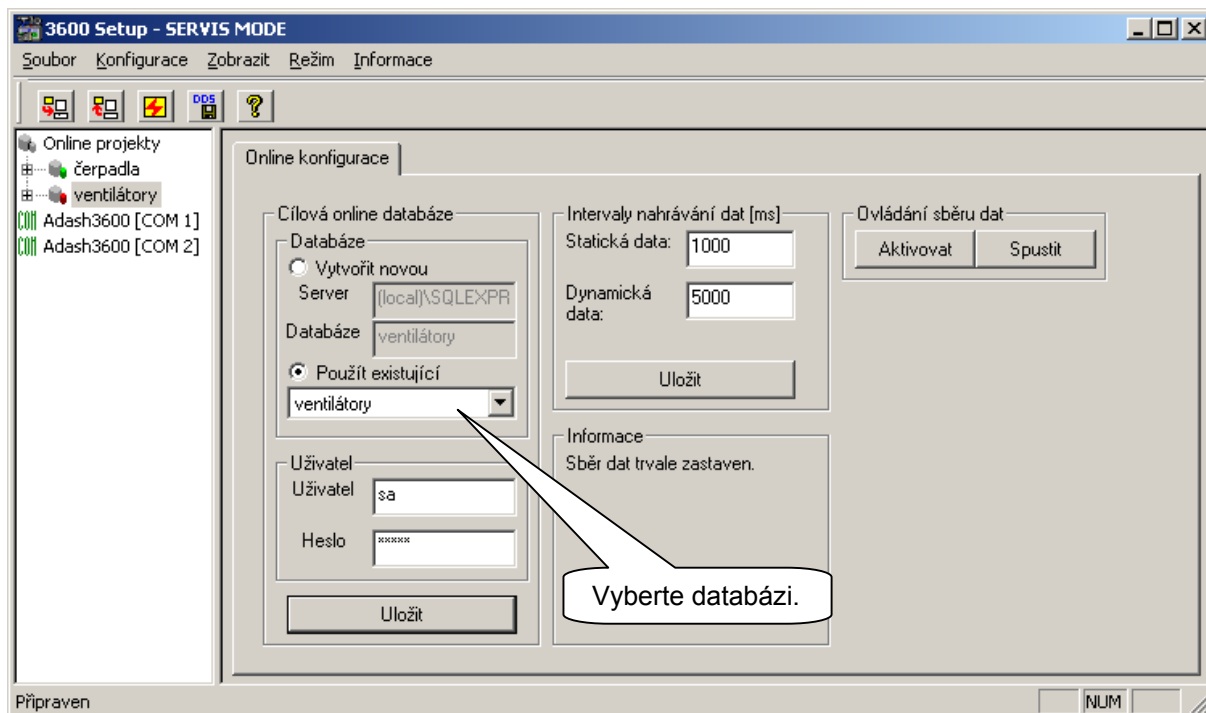 3600 Setup - SERVIS MODE
Soubor Konfigurace Zobrazit Režim Informace
DDS
Online projekty
čerpadla
ventilátory
Adash3600 [COM 1]
Adash3600 [COM 2]
Online konfigurace
Cílová online databáze
Databáze
Vytvořit novou
Server (local)\SQLEXPR
Databáze ventilátory
Použít existující
ventilátory
Uživatel
Uživatel sa
Heslo *****
Uložit
Intervaly nahrávání dat [ms]
Statická data: 1000
Dynamická
data:
5000
Uložit
Informace
Sběr dat trvale zastaven.
Ovládání sběru dat
Aktivovat Spustit
Vyberte databázi.
Připraven
NUM